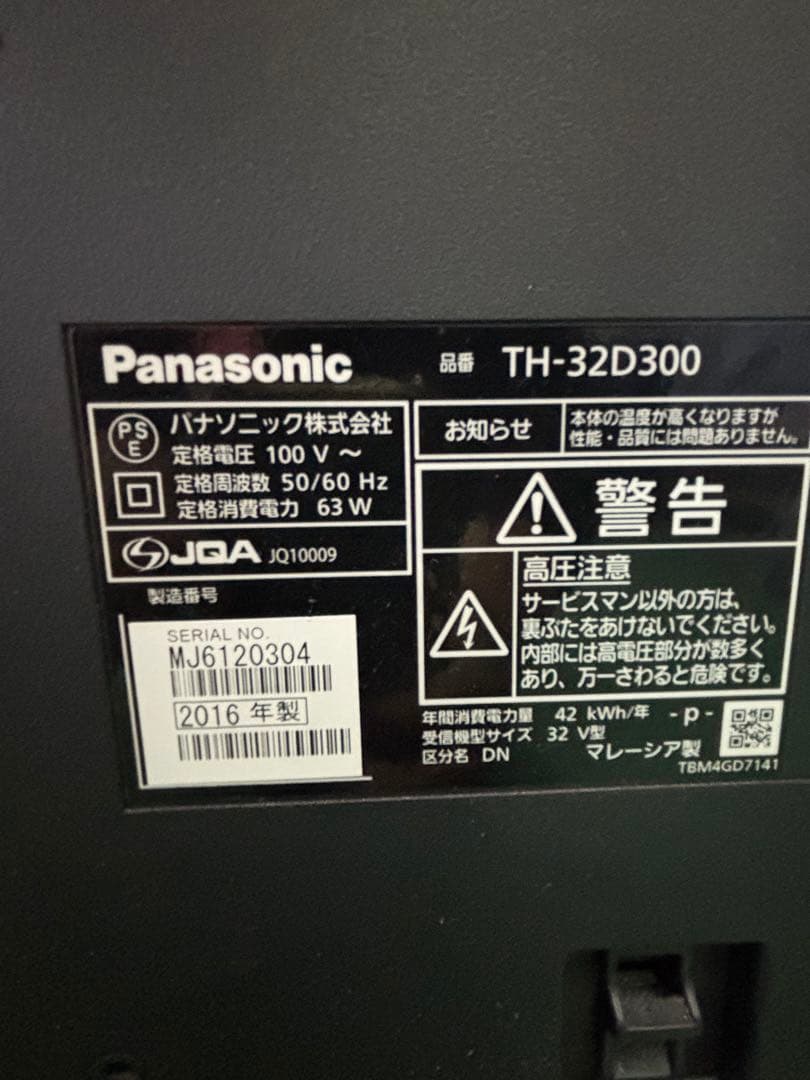 Panasonic 品番 TH-32D300
PS
E
パナソニック株式会社
定格電圧 100 V ～
定格周波数 50/60 Hz
定格消費電力 63 W
JQA JQ10009
製造番号
SERIAL NO.
MJ6120304
2016 年製
お知らせ
本体の温度が高くなりますが
性能・品質には問題ありません。
警告
高圧注意
サービスマン以外の方は、
裏ぶたをあけないでください。
内部には高電圧部分が数多く
あり、万一さわると危険です。
年間消費電力量 42 kWh/年 -p-
受信機型サイズ 32 V型
区分名 DN マレーシア製
TBM4GD7141